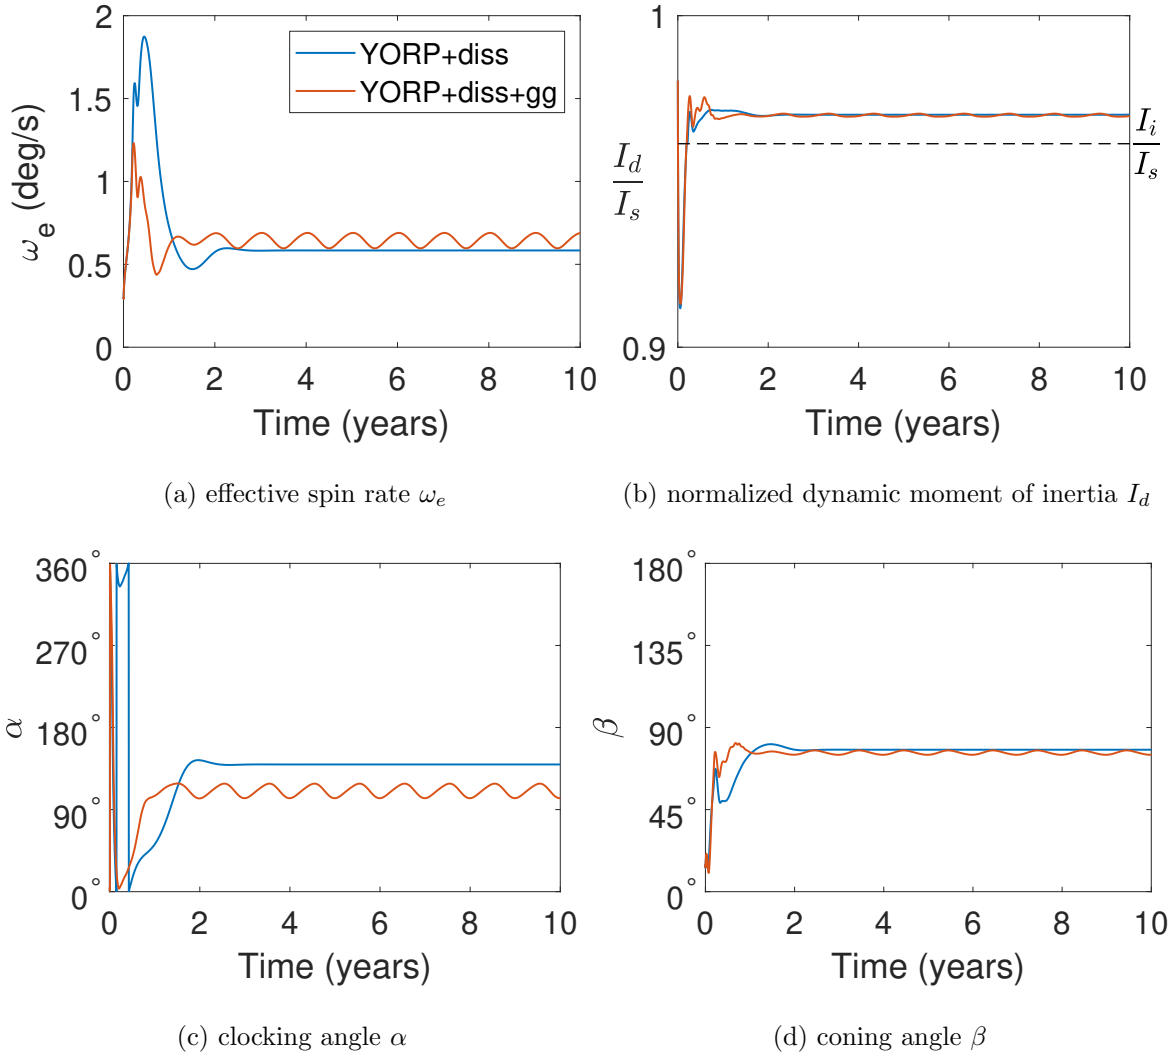 2
1.5
1
0.5
0
ω_e (deg/s)
YORP+diss
YORP+diss+gg
0 2 4 6 8 10
Time (years)
(a) effective spin rate ω_e
1
0.9
I_d
I_s
I_i
I_s
0 2 4 6 8 10
Time (years)
(b) normalized dynamic moment of inertia I_d
360°
270°
180°
90°
0°
α
0 2 4 6 8 10
Time (years)
(c) clocking angle α
180°
135°
90°
45°
0°
β
0 2 4 6 8 10
Time (years)
(d) coning angle β